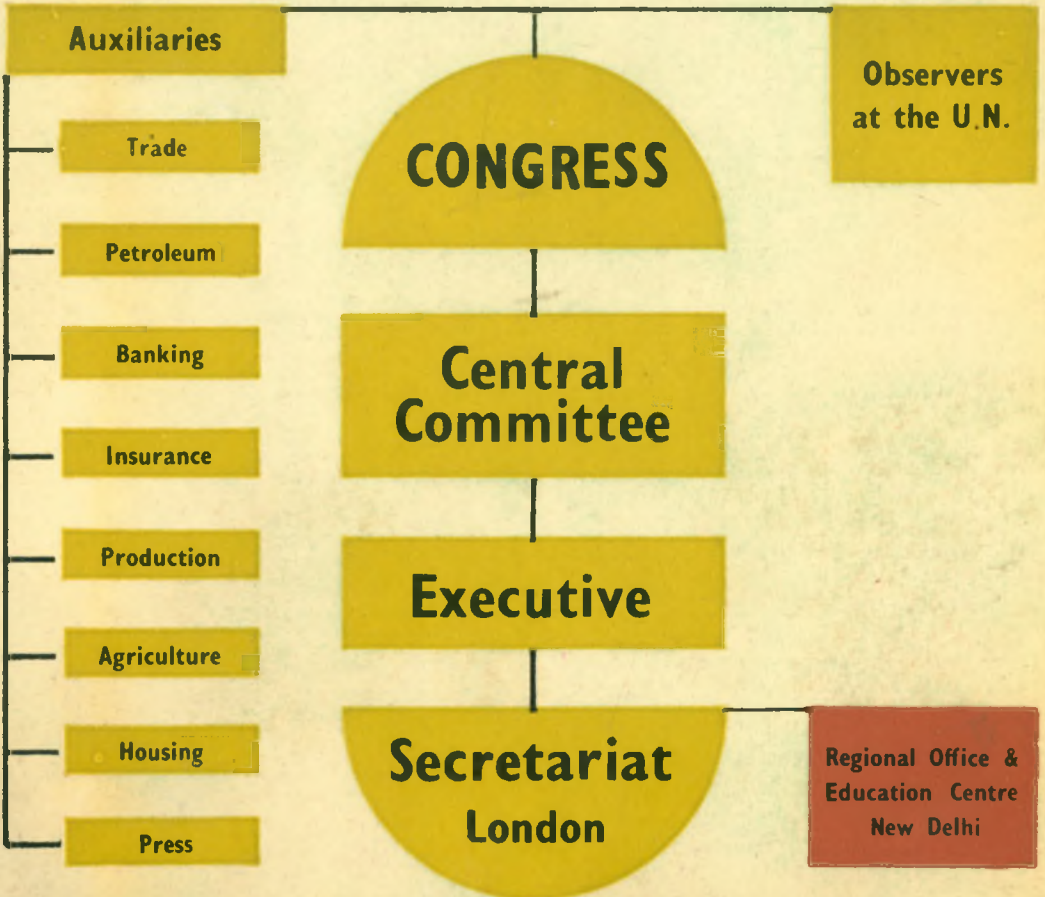 Auxiliaries
Trade
Petroleum
Banking
Insurance
Production
Agriculture
Housing
Press
CONGRESS
Central
Committee
Executive
Secretariat
London
Observers
at the U.N.
Regional Office &
Education Centre
New Delhi